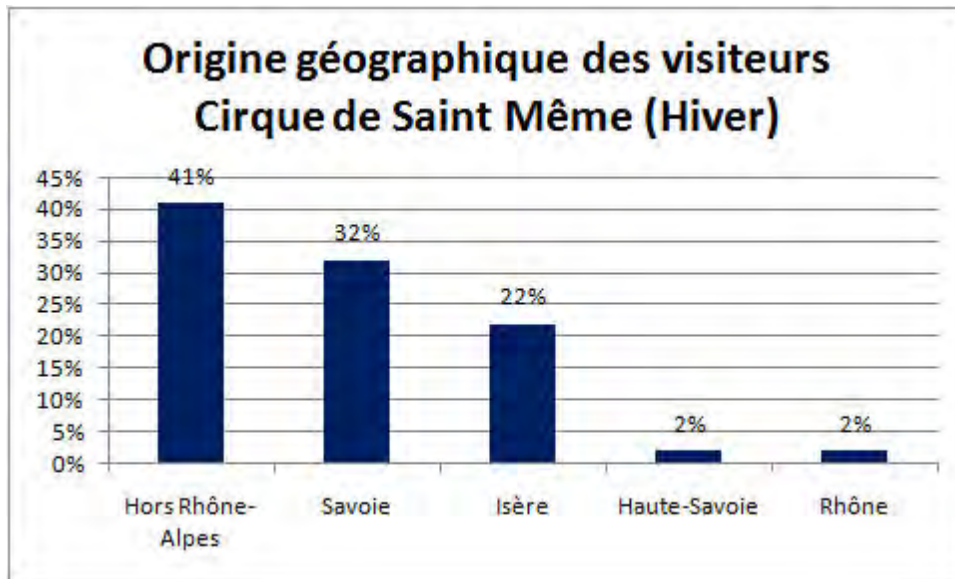 Origine géographique des visiteurs
Cirque de Saint Même (Hiver)
45%
40%
35%
30%
25%
20%
15%
10%
5%
0%
41%
32%
22%
2%
2%
Hors Rhône-
Alpes
Savoie
Isère
Haute-Savoie
Rhône